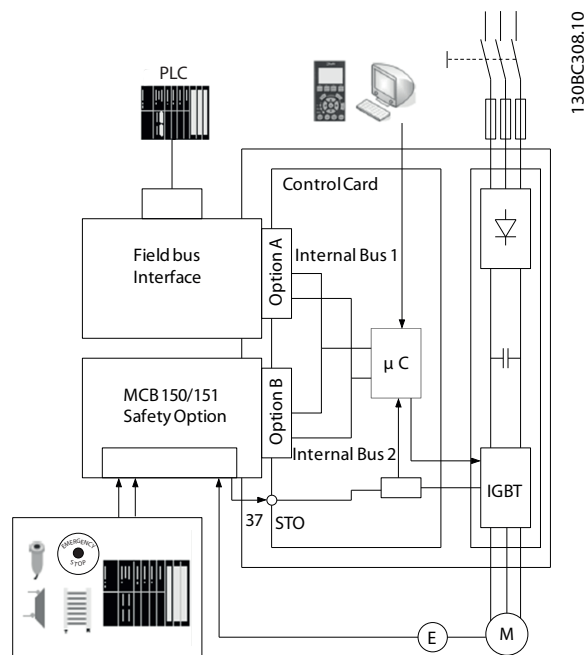 130BC308.10
PLC
Control Card
Field bus
Interface
Option A
Internal Bus 1
µ C
MCB 150/151
Safety Option
Option B
Internal Bus 2
IGBT
37
STO
EMERGENCY
STOP
E
M